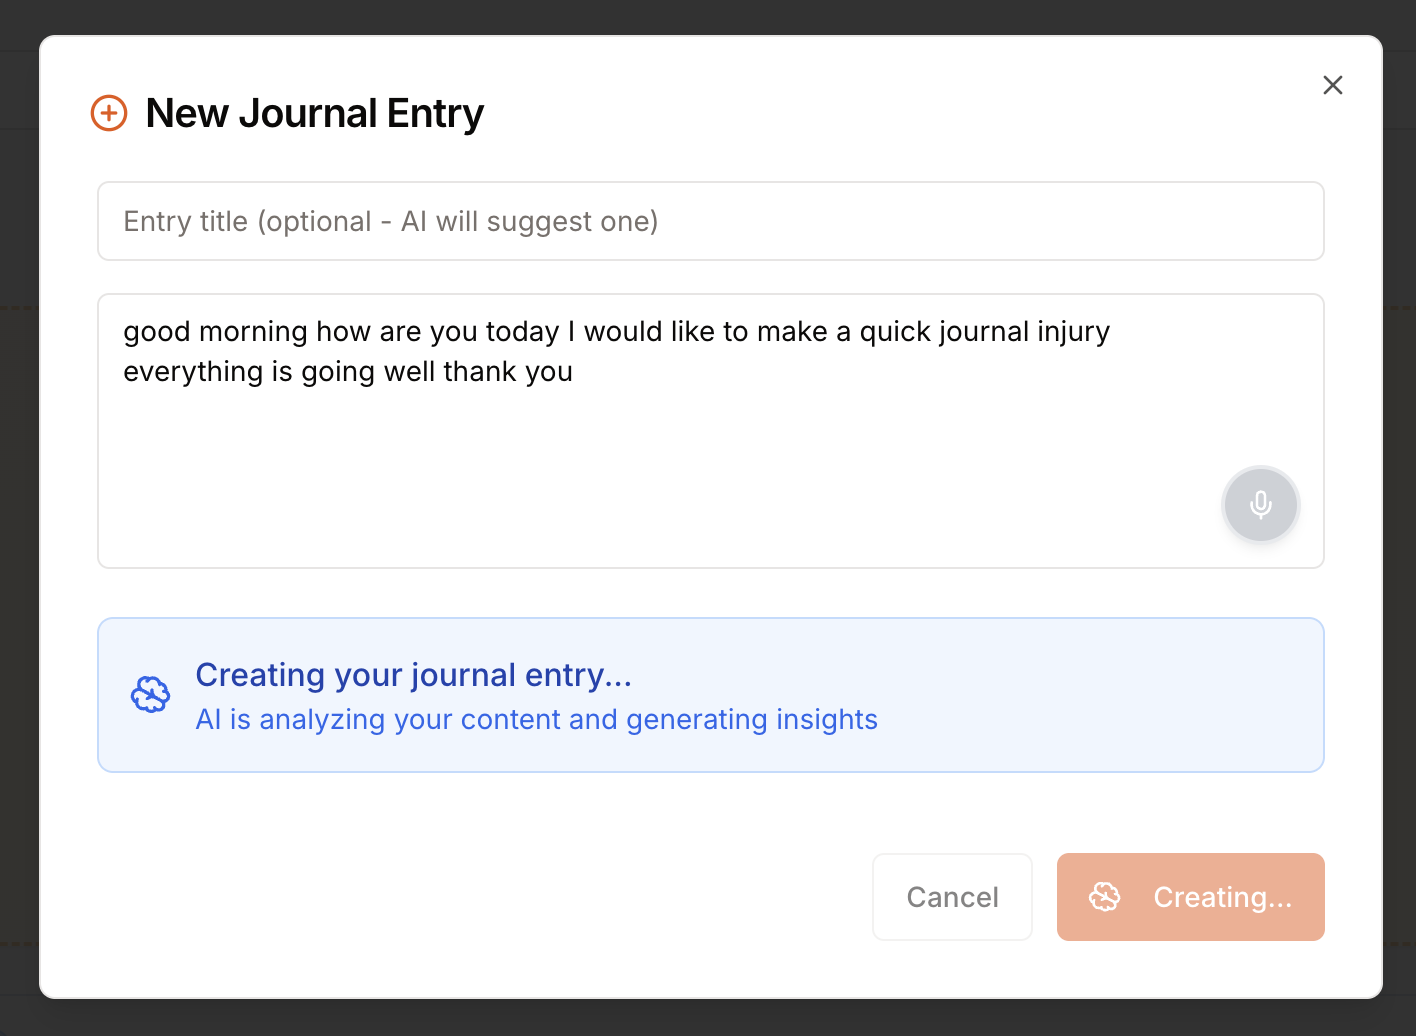 New Journal Entry
Entry title (optional - AI will suggest one)
good morning how are you today I would like to make a quick journal injury
everything is going well thank you
Creating your journal entry...
AI is analyzing your content and generating insights
Cancel
Creating...